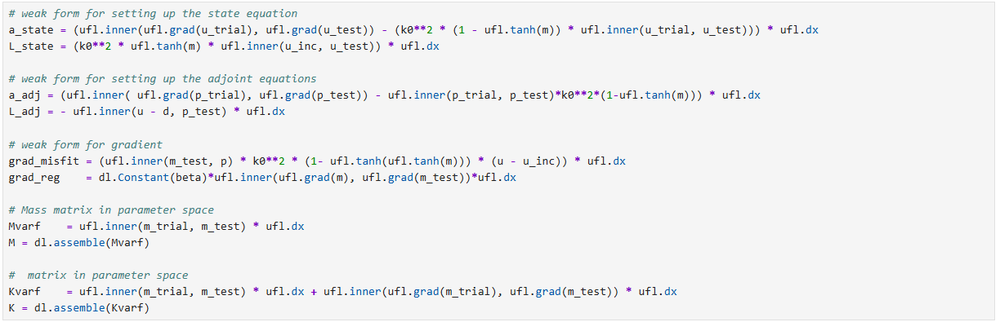 # weak form for setting up the state equation
a_state = (ufl.inner(ufl.grad(u_trial), ufl.grad(u_test)) - (k0**2 * (1 - ufl.tanh(m)) * ufl.inner(u_trial, u_test))) * ufl.dx
L_state = (k0**2 * ufl.tanh(m) * ufl.inner(u_inc, u_test)) * ufl.dx
# weak form for setting up the adjoint equations
a_adj = (ufl.inner( ufl.grad(p_trial), ufl.grad(p_test)) - ufl.inner(p_trial, p_test)*k0**2*(1-ufl.tanh(m))) * ufl.dx
L_adj = - ufl.inner(u - d, p_test) * ufl.dx
# weak form for gradient
grad_misfit = (ufl.inner(m_test, p) * k0**2 * (1- ufl.tanh(ufl.tanh(m))) * (u - u_inc)) * ufl.dx
grad_reg    = dl.Constant(beta)*ufl.inner(ufl.grad(m), ufl.grad(m_test))*ufl.dx
# Mass matrix in parameter space
Mvarf    = ufl.inner(m_trial, m_test) * ufl.dx
M = dl.assemble(Mvarf)
#  matrix in parameter space
Kvarf    = ufl.inner(m_trial, m_test) * ufl.dx + ufl.inner(ufl.grad(m_trial), ufl.grad(m_test)) * ufl.dx
K = dl.assemble(Kvarf)